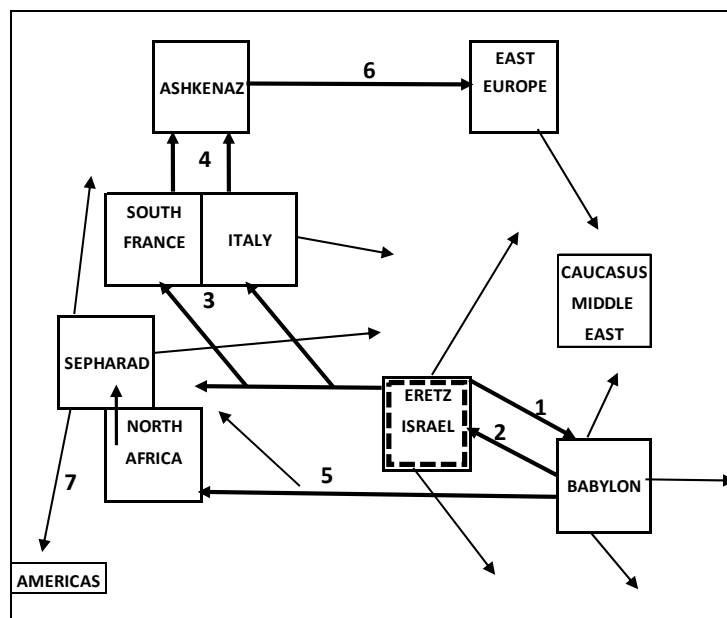 EAST
EUROPE
6
ASHKENAZ
4
SOUTH
FRANCE
ITALY
CAUCASUS
MIDDLE
EAST
3
SEPHARAD
ERETZ
ISRAEL
1
2
NORTH
AFRICA
5
7
BABYLON
AMERICAS